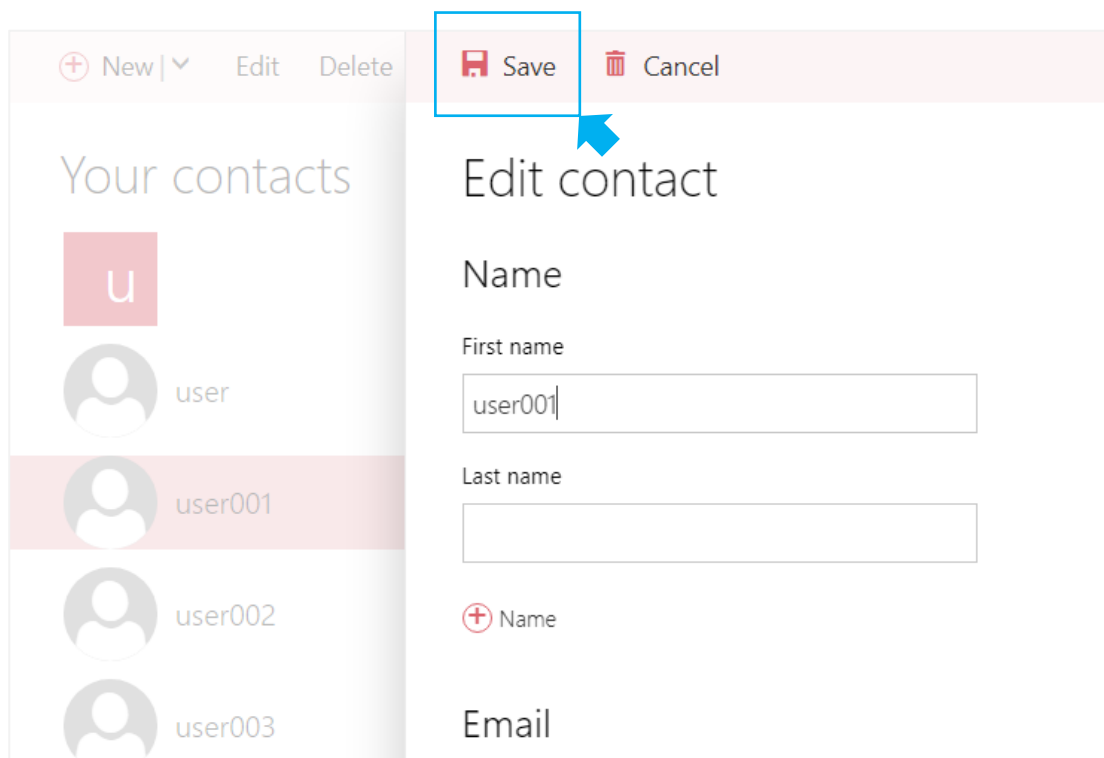 New | Edit Delete
Save Cancel
Your contacts
u
user
user001
user002
user003
Edit contact
Name
First name
user001
Last name
Name
Email